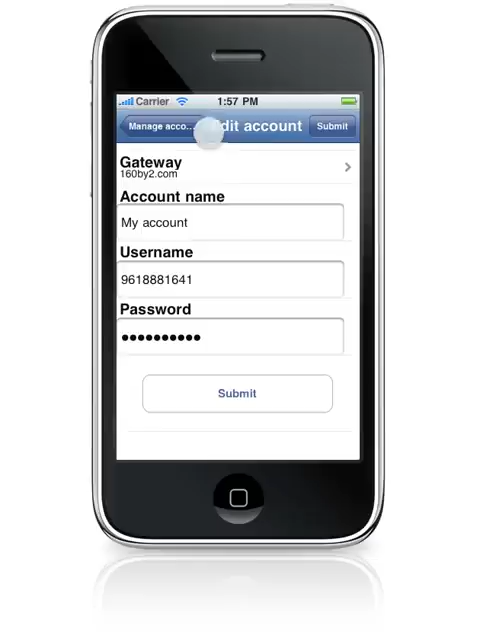 Carrier 1:57 PM
Manage acco... dit account Submit
Gateway
160by2.com
Account name
My account
Username
9618881641
Password
••••••••••
Submit